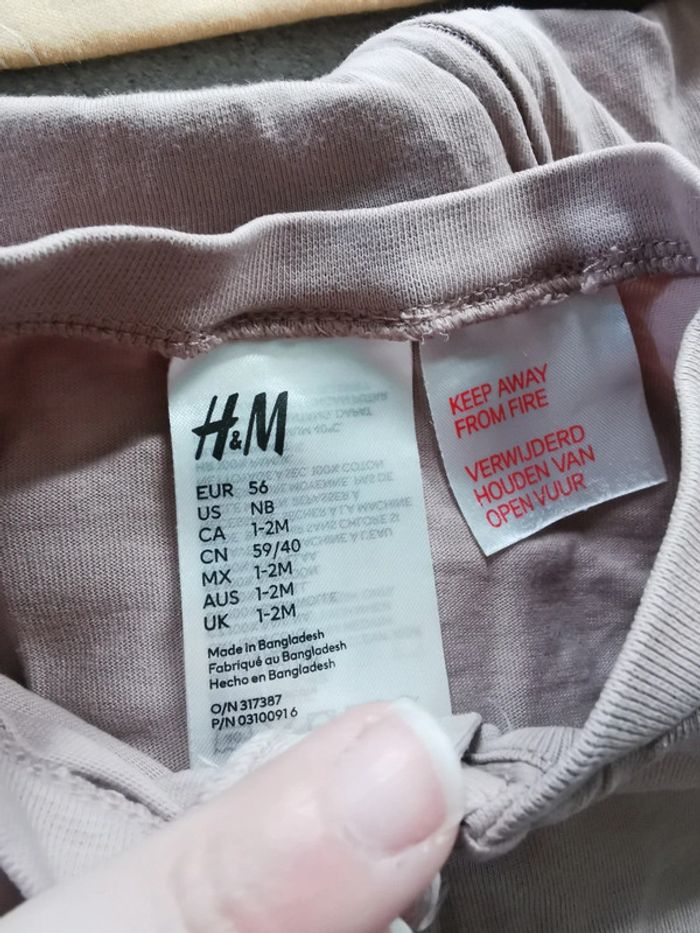 H&M
EUR 56
US NB
CA 1-2M
CN 59/40
MX 1-2M
AUS 1-2M
UK 1-2M
Made in Bangladesh
Fabriqué au Bangladesh
Hecho en Bangladesh
O/N 317387
P/N 03100916
KEEP AWAY
FROM FIRE
VERWIJDERD
HOUDEN VAN
OPEN VUUR